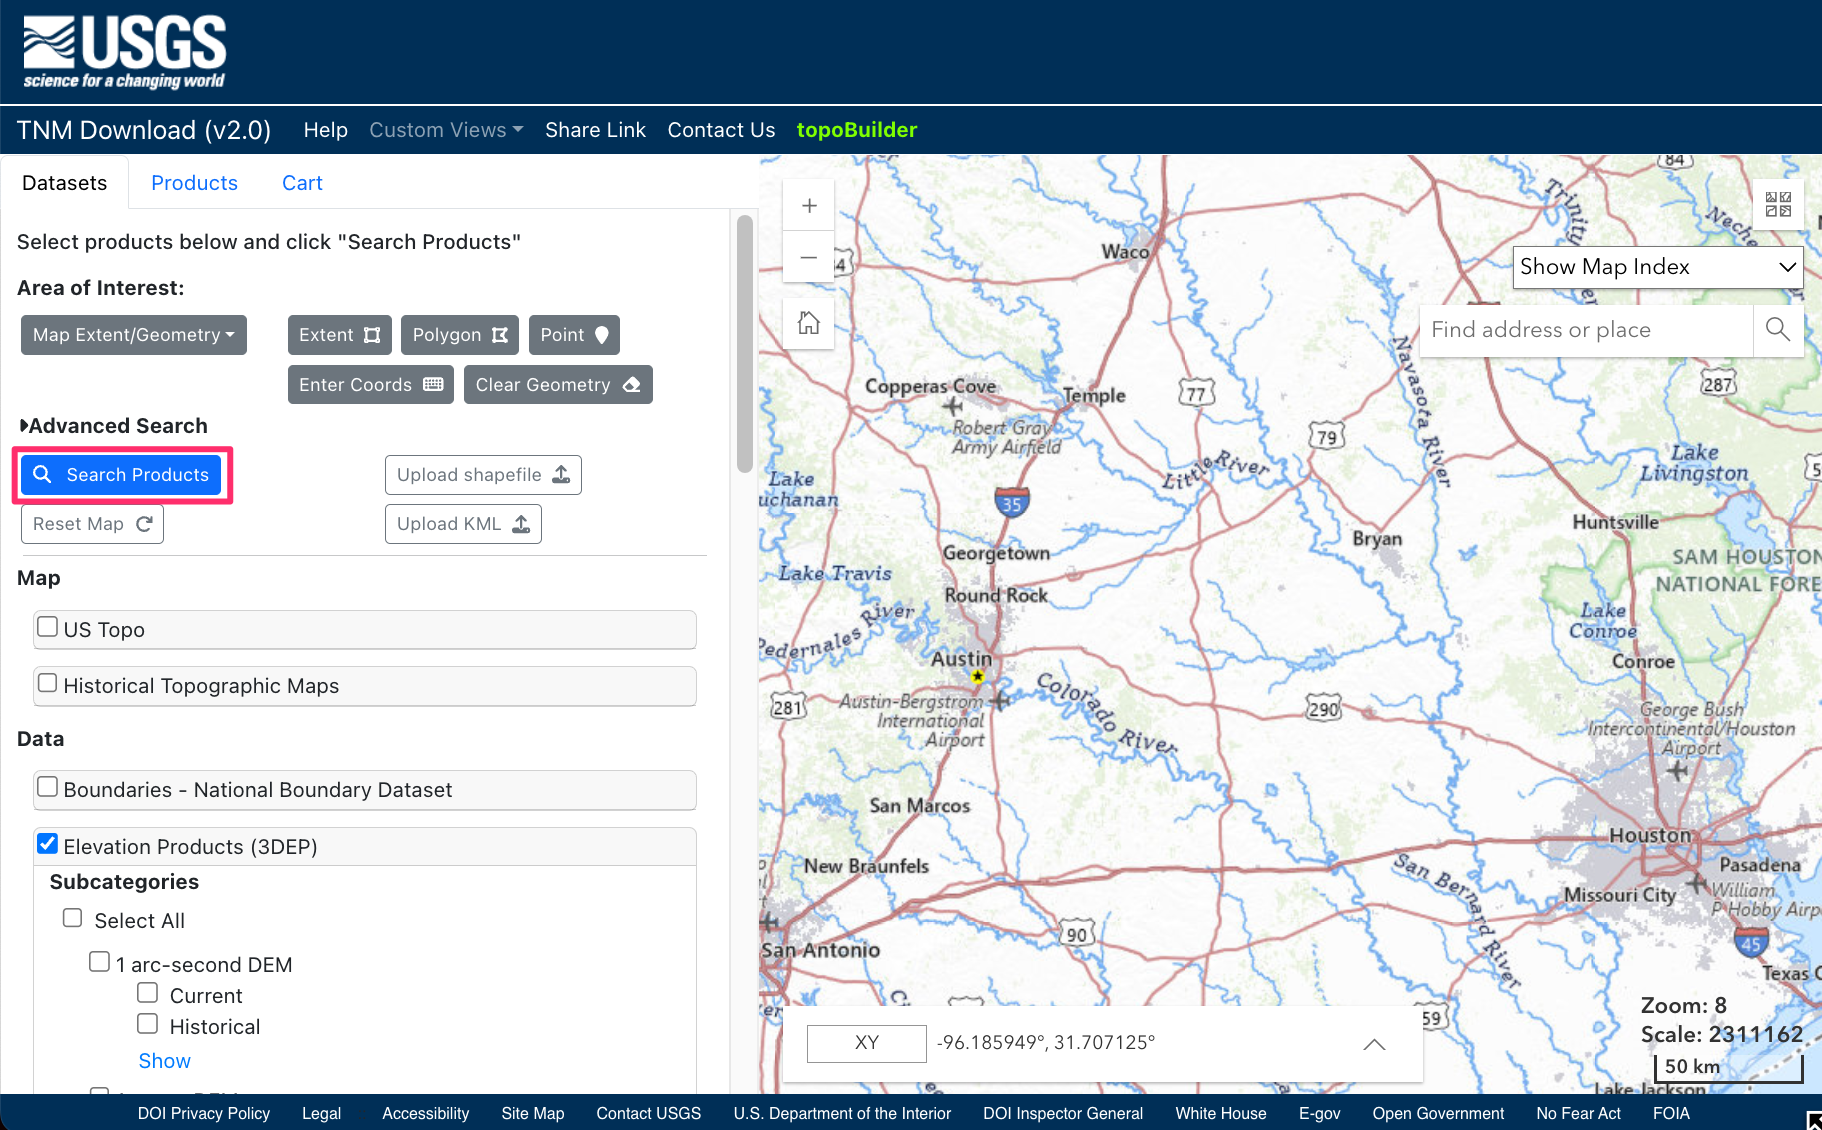 USGS
science for a changing world
TNM Download (v2.0)
Help
Custom Views
Share Link
Contact Us
topoBuilder
Datasets
Products
Cart
Select products below and click "Search Products"
Area of Interest:
Map Extent/Geometry
Extent
Polygon
Point
Enter Coords
Clear Geometry
Advanced Search
Search Products
Upload shapefile
Reset Map
Upload KML
Map
US Topo
Historical Topographic Maps
Data
Boundaries - National Boundary Dataset
Elevation Products (3DEP)
Subcategories
Select All
1 arc-second DEM
Current
Historical
Show
+
−
Show Map Index
Find address or place
84
Trinity
Neche
Waco
4
Copperas Cove
Temple
77
287
Robert Gray
Army Airfield
79
Navasota River
Little River
Lake
Livingston
Lake
uchanan
35
5
Huntsville
Bryan
Georgetown
SAM HOUSTON
NATIONAL FORE
Lake Travis
Round Rock
Lake
Conroe
Pedernales River
Austin
Conroe
Colorado River
281
Austin-Bergstrom
International
Airport
290
George Bush
Intercontinental/Houston
Airport
San Marcos
Houston
New Braunfels
Pasadena
San Bernard River
Missouri City
William
P Hobby Airp
90
San Antonio
45
Texas C
59
Lake Jackson
XY
-96.185949°, 31.707125°
Zoom: 8
Scale: 2311162
50 km
DOI Privacy Policy
Legal
Accessibility
Site Map
Contact USGS
U.S. Department of the Interior
DOI Inspector General
White House
E-gov
Open Government
No Fear Act
FOIA